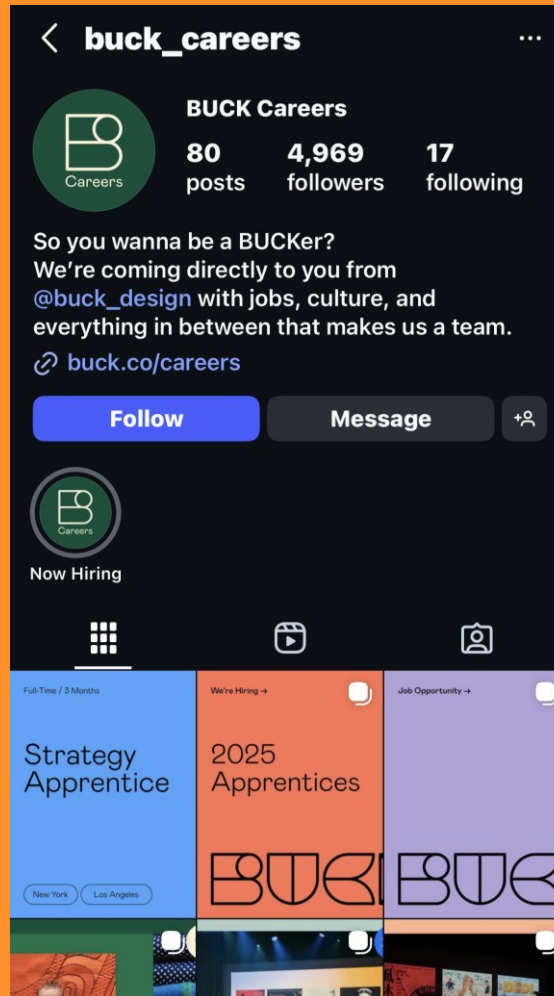 buck_careers
BUCK Careers
80 4,969 17
posts followers following
Careers
So you wanna be a BUCKer?
We're coming directly to you from
@buck_design with jobs, culture, and
everything in between that makes us a team.
buck.co/careers
Follow Message
Careers
Now Hiring
Full-Time / 3 Months
Strategy
Apprentice
New York Los Angeles
We're Hiring →
2025
Apprentices
BUCK
Job Opportunity →
BUC